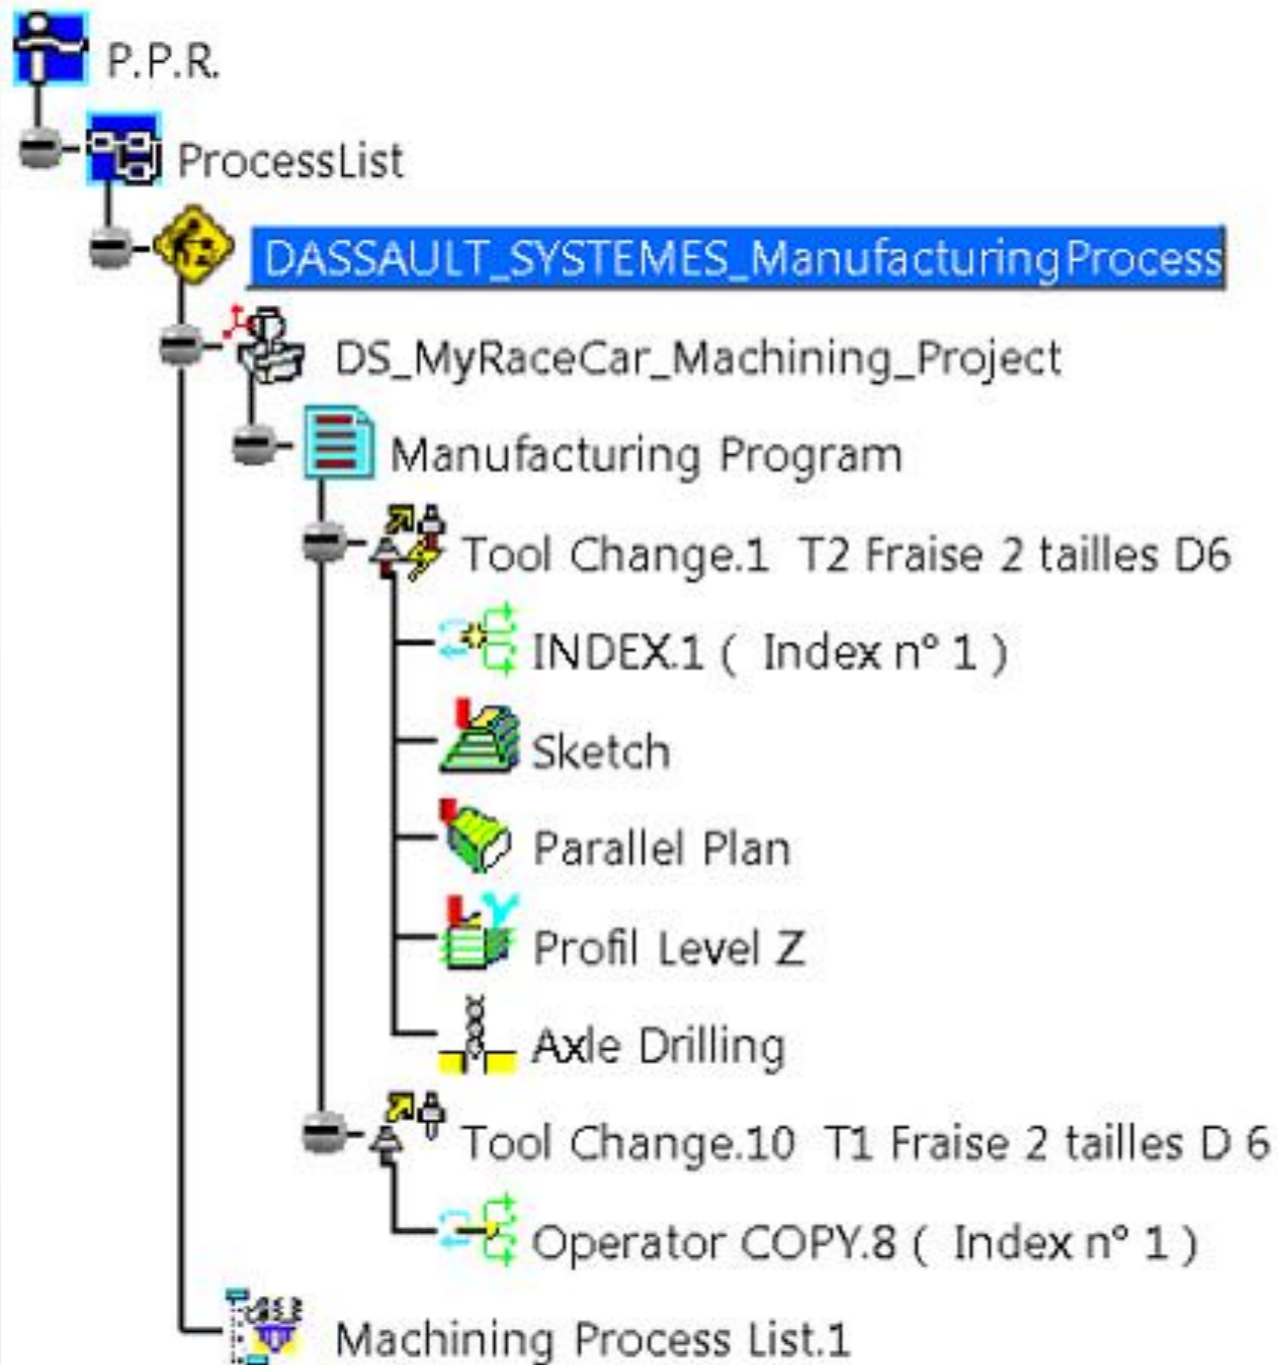 P.P.R.
ProcessList
DASSAULT_SYSTEMES_ManufacturingProcess
DS_MyRaceCar_Machining_Project
Manufacturing Program
Tool Change.1 T2 Fraise 2 tailles D6
INDEX.1 ( Index n° 1 )
Sketch
Parallel Plan
Profil Level Z
Axle Drilling
Tool Change.10 T1 Fraise 2 tailles D 6
Operator COPY.8 ( Index n° 1 )
Machining Process List.1